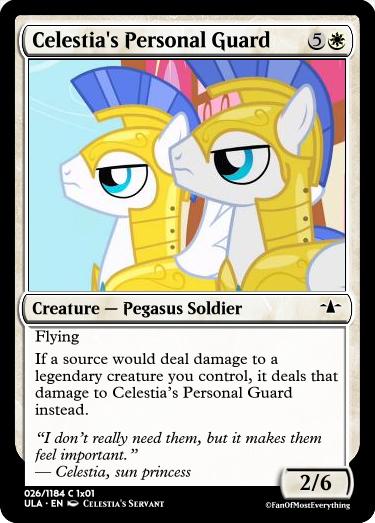 Celestia's Personal Guard 5
Creature — Pegasus Soldier
Flying
If a source would deal damage to a
legendary creature you control, it deals that
damage to Celestia's Personal Guard
instead.
"I don't really need them, but it makes them
feel important."
— Celestia, sun princess
2/6
026/1184 C 1x01
ULA • EN Celestia's Servant
©FanOfMostEverything